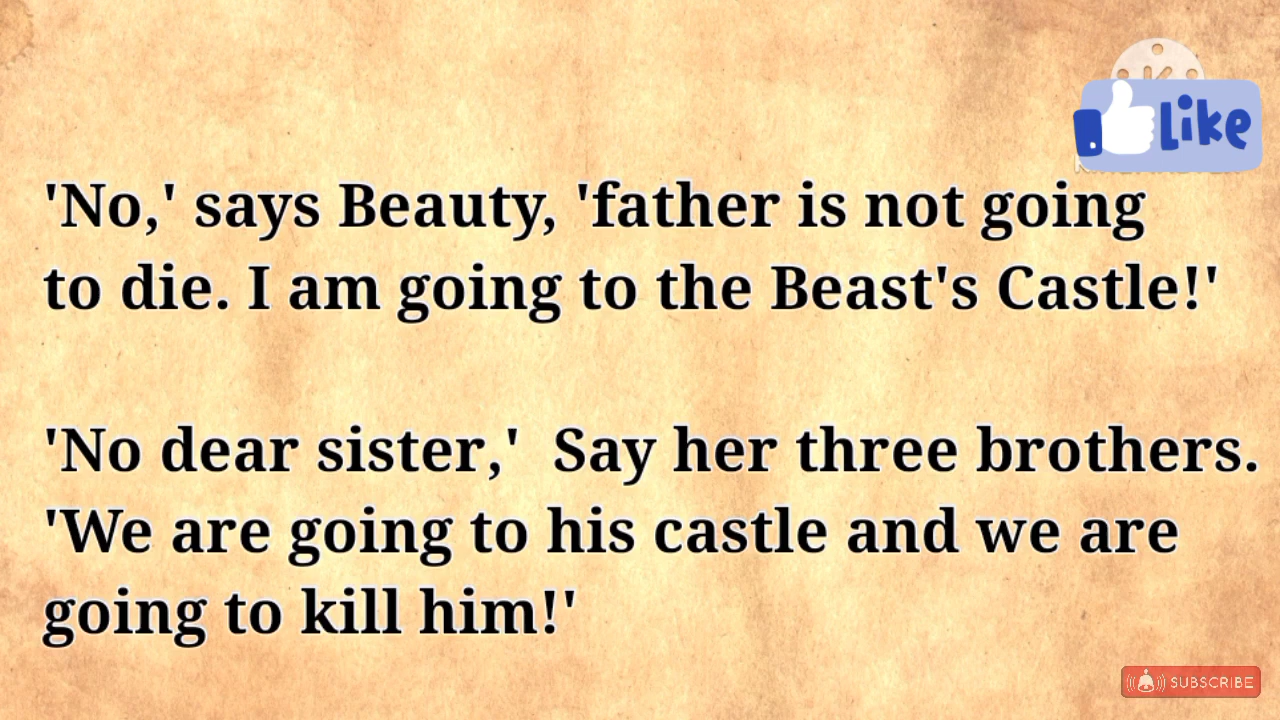 Like
'No,' says Beauty, 'father is not going
to die. I am going to the Beast's Castle!'
'No dear sister,'  Say her three brothers.
'We are going to his castle and we are
going to kill him!'
SUBSCRIBE